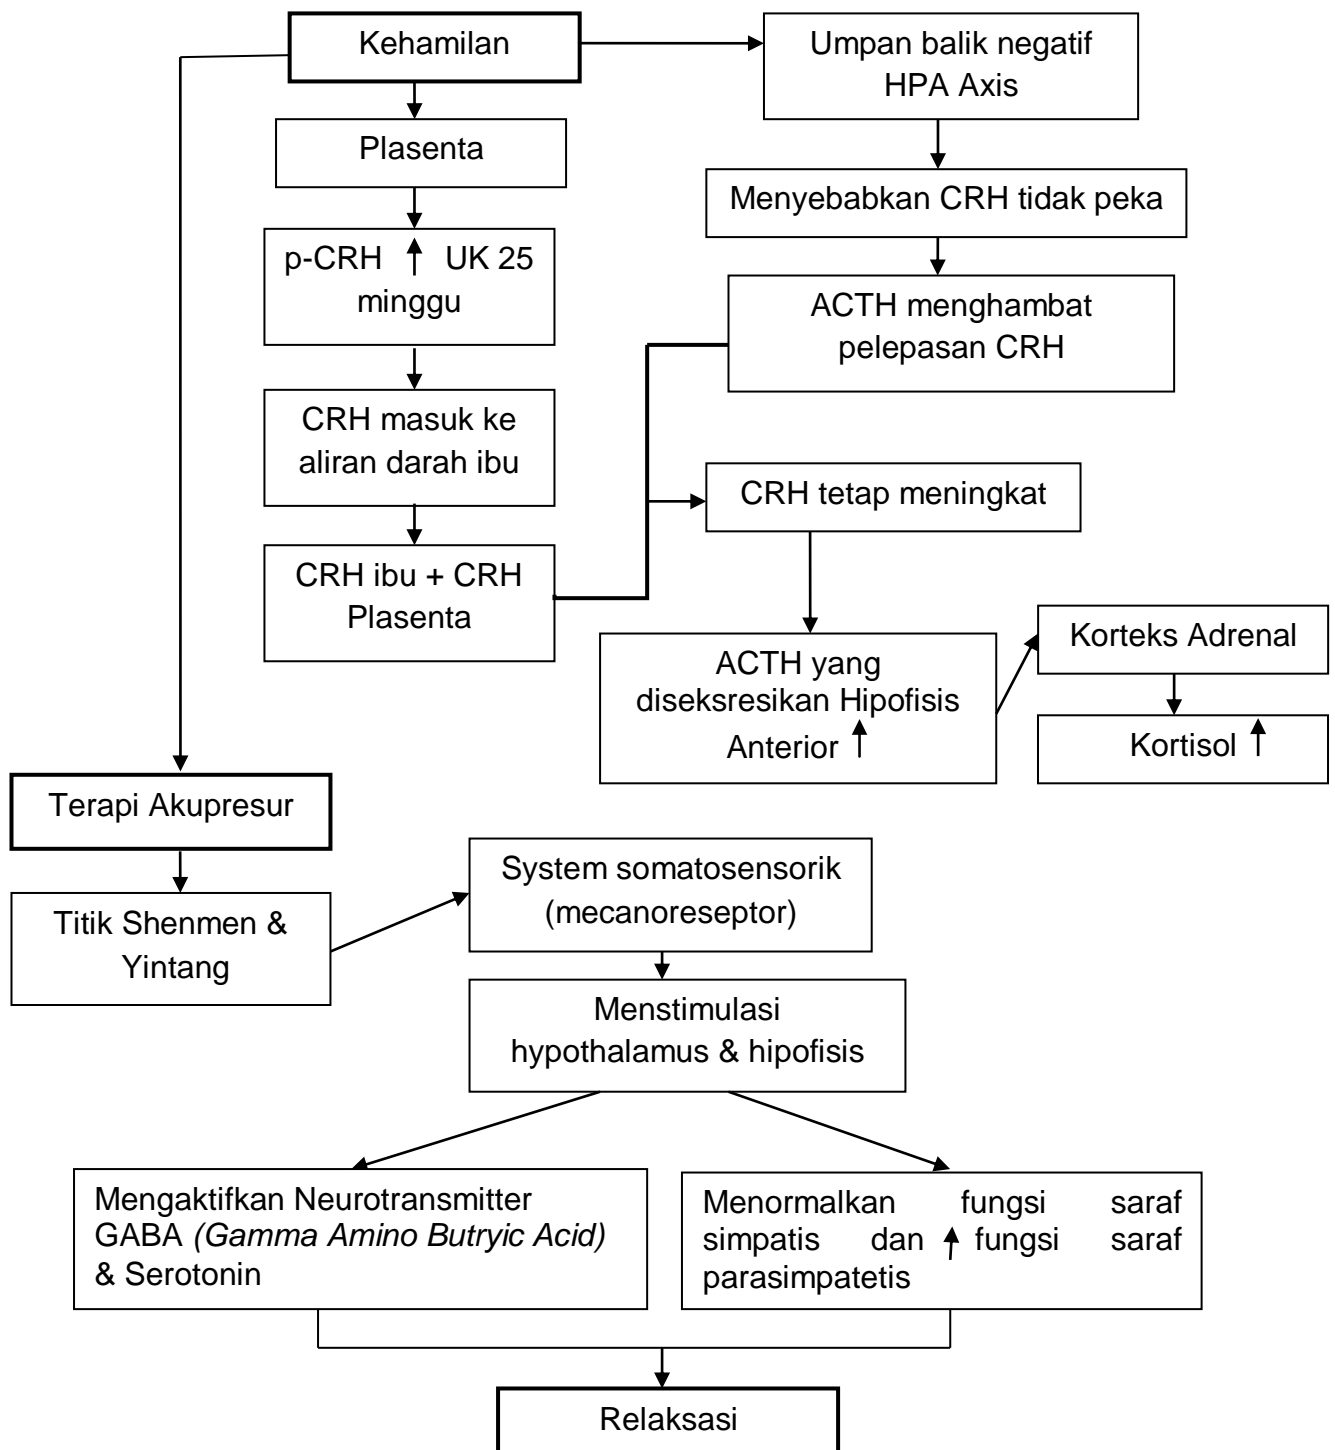 Kehamilan
Umpan balik negatif
HPA Axis
Plasenta
Menyebabkan CRH tidak peka
p-CRH ↑ UK 25
minggu
ACTH menghambat
pelepasan CRH
CRH masuk ke
aliran darah ibu
CRH tetap meningkat
CRH ibu + CRH
Plasenta
ACTH yang
diseksresikan Hipofisis
Anterior ↑
Korteks Adrenal
Kortisol ↑
Terapi Akupresur
Titik Shenmen &
Yintang
System somatosensorik
(mecanoreseptor)
Menstimulasi
hypothalamus & hipofisis
Mengaktifkan Neurotransmitter
GABA (Gamma Amino Butryic Acid)
& Serotonin
Menormalkan fungsi saraf
simpatis dan ↑ fungsi saraf
parasimpatetis
Relaksasi